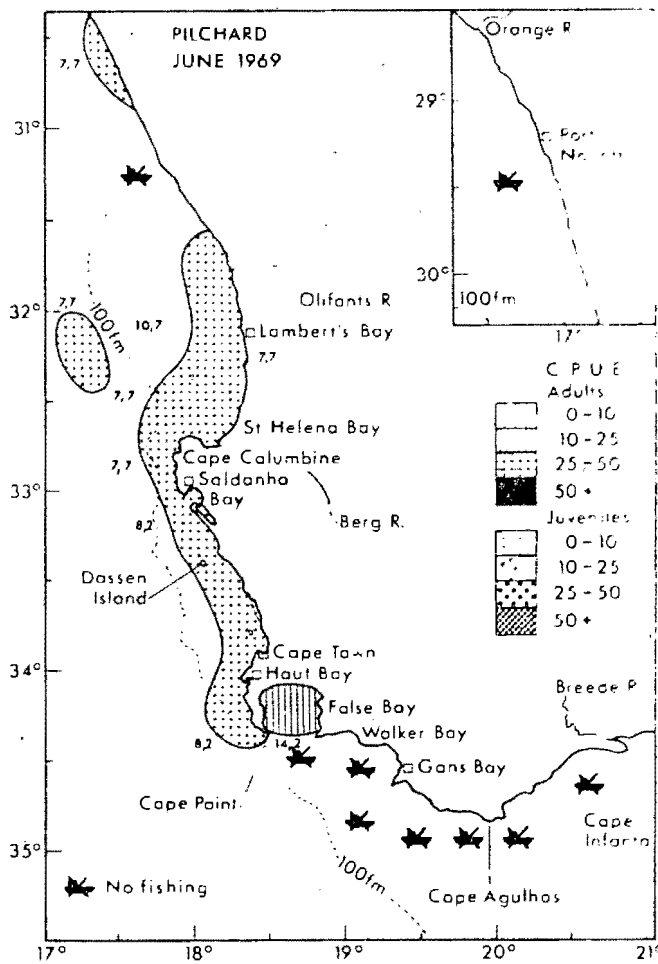 PILCHARD
JUNE 1969
Orange R
29°
Port
30°
100fm
17°
7,7
31°
32°
7,7
100fm
10,7
Olifants R
Lambert's Bay
7,7
7,7
St Helena Bay
7,7
Cape Calumbine
Saldanha
Bay
33°
8,2
Berg R.
Dassen
Island
Cape Town
Haut Bay
34°
False Bay
Walker Bay
8,2
14,2
Gans Bay
Breede R
Cape Point
Cape
Infanta
35°
100fm
Cape Agulhas
No fishing
C P U E
Adults
0-10
10-25
25-50
50+
Juveniles
0-10
10-25
25-50
50+
17°
18°
19°
20°
21°